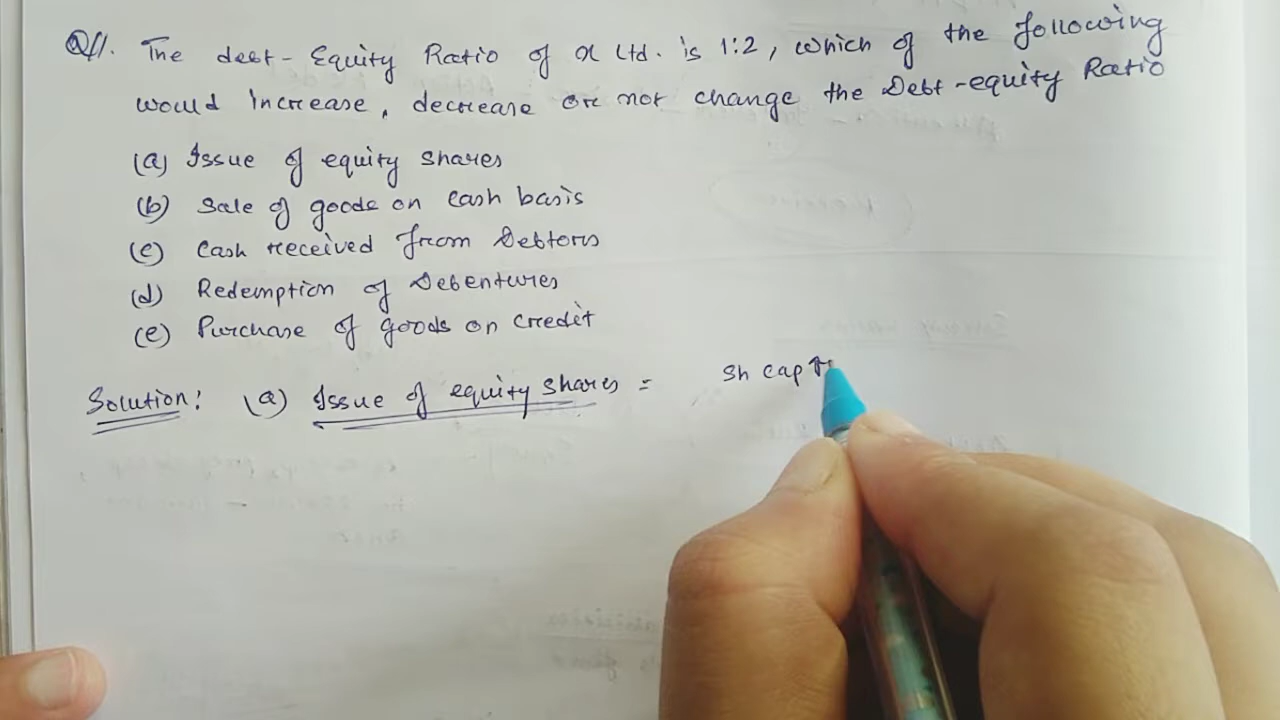 Q1. The debt-Equity Ratio of X Ltd. is 1:2, which of the following
would increase, decrease or not change the Debt-equity Ratio
(a) Issue of equity shares
(b) Sale of goods on cash basis
(c) Cash received from Debtors
(d) Redemption of Debentures
(e) Purchase of goods on credit
Solution: (a) Issue of equity shares = Sh cap ↑